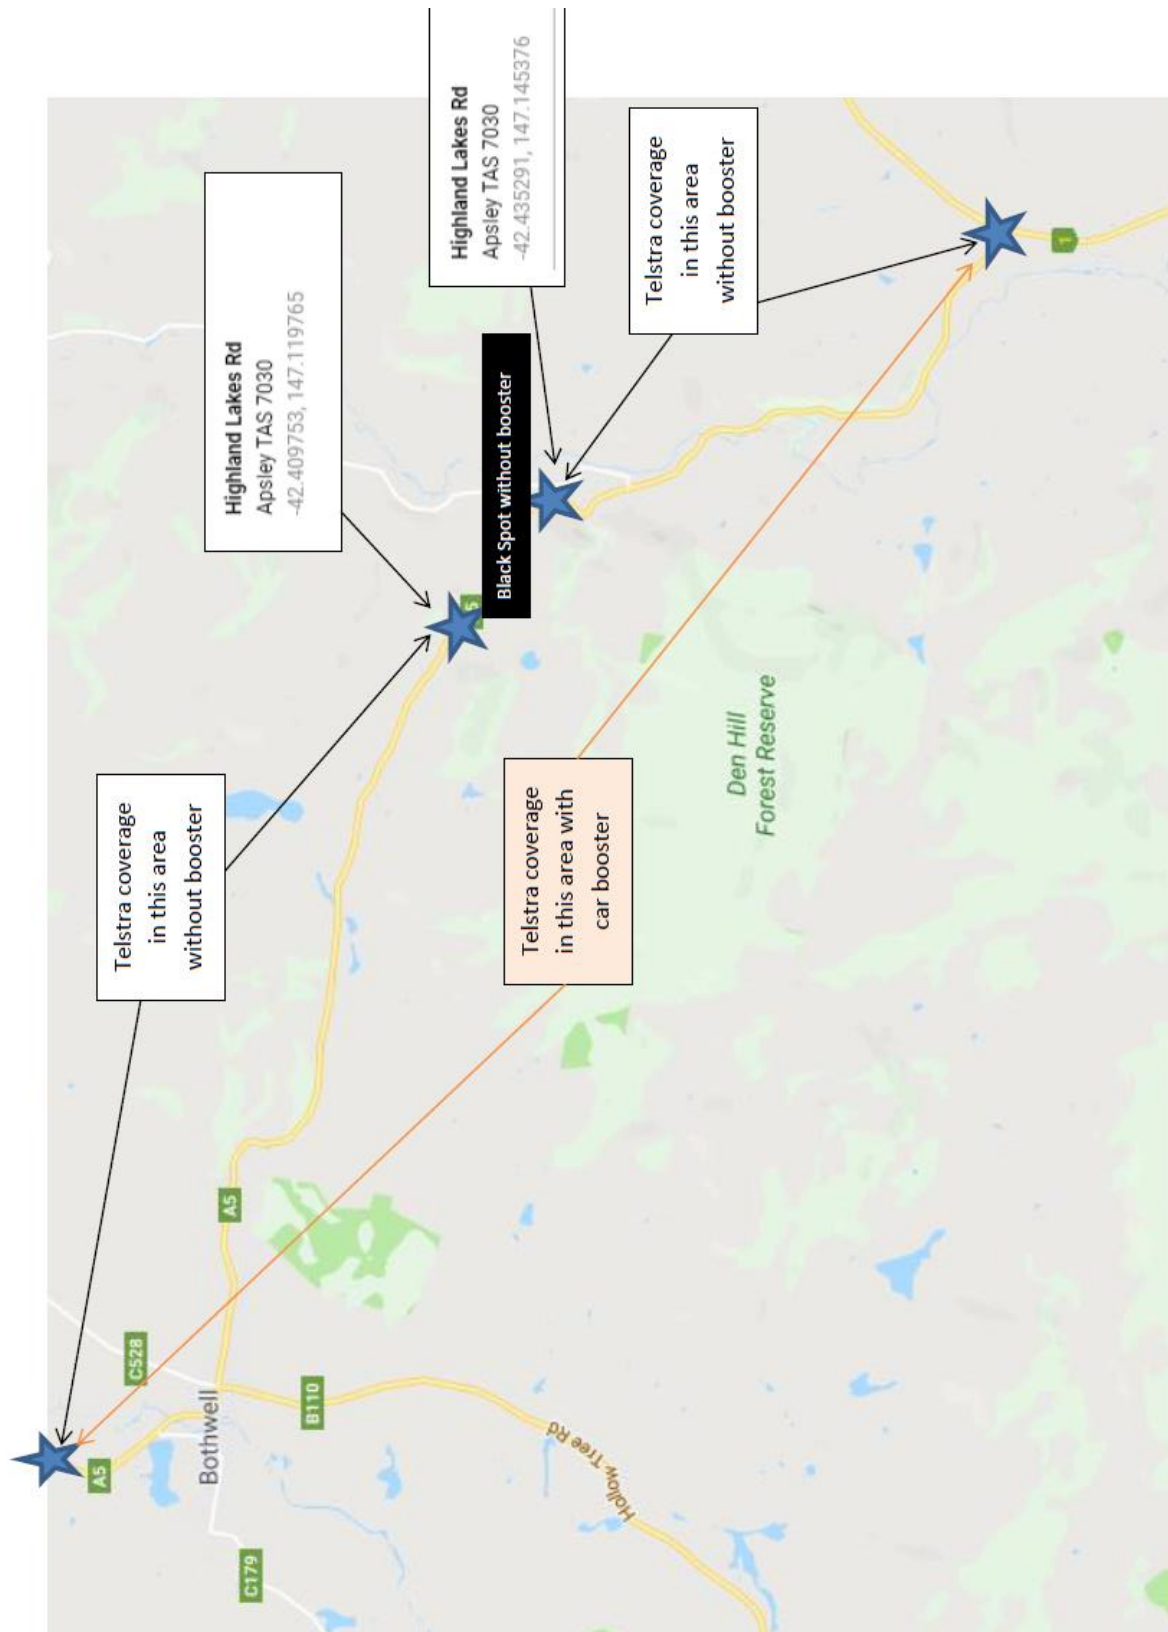 Highland Lakes Rd
Apsley TAS 7030
-42.409753, 147.119765
Highland Lakes Rd
Apsley TAS 7030
-42.435291, 147.145376
Telstra coverage
in this area
without booster
Black Spot without booster
Telstra coverage
in this area
without booster
Telstra coverage
in this area with
car booster
Den Hill
Forest Reserve
A5
C528
Bothwell
B110
A5
C179
Hollow Tree Rd
5
1